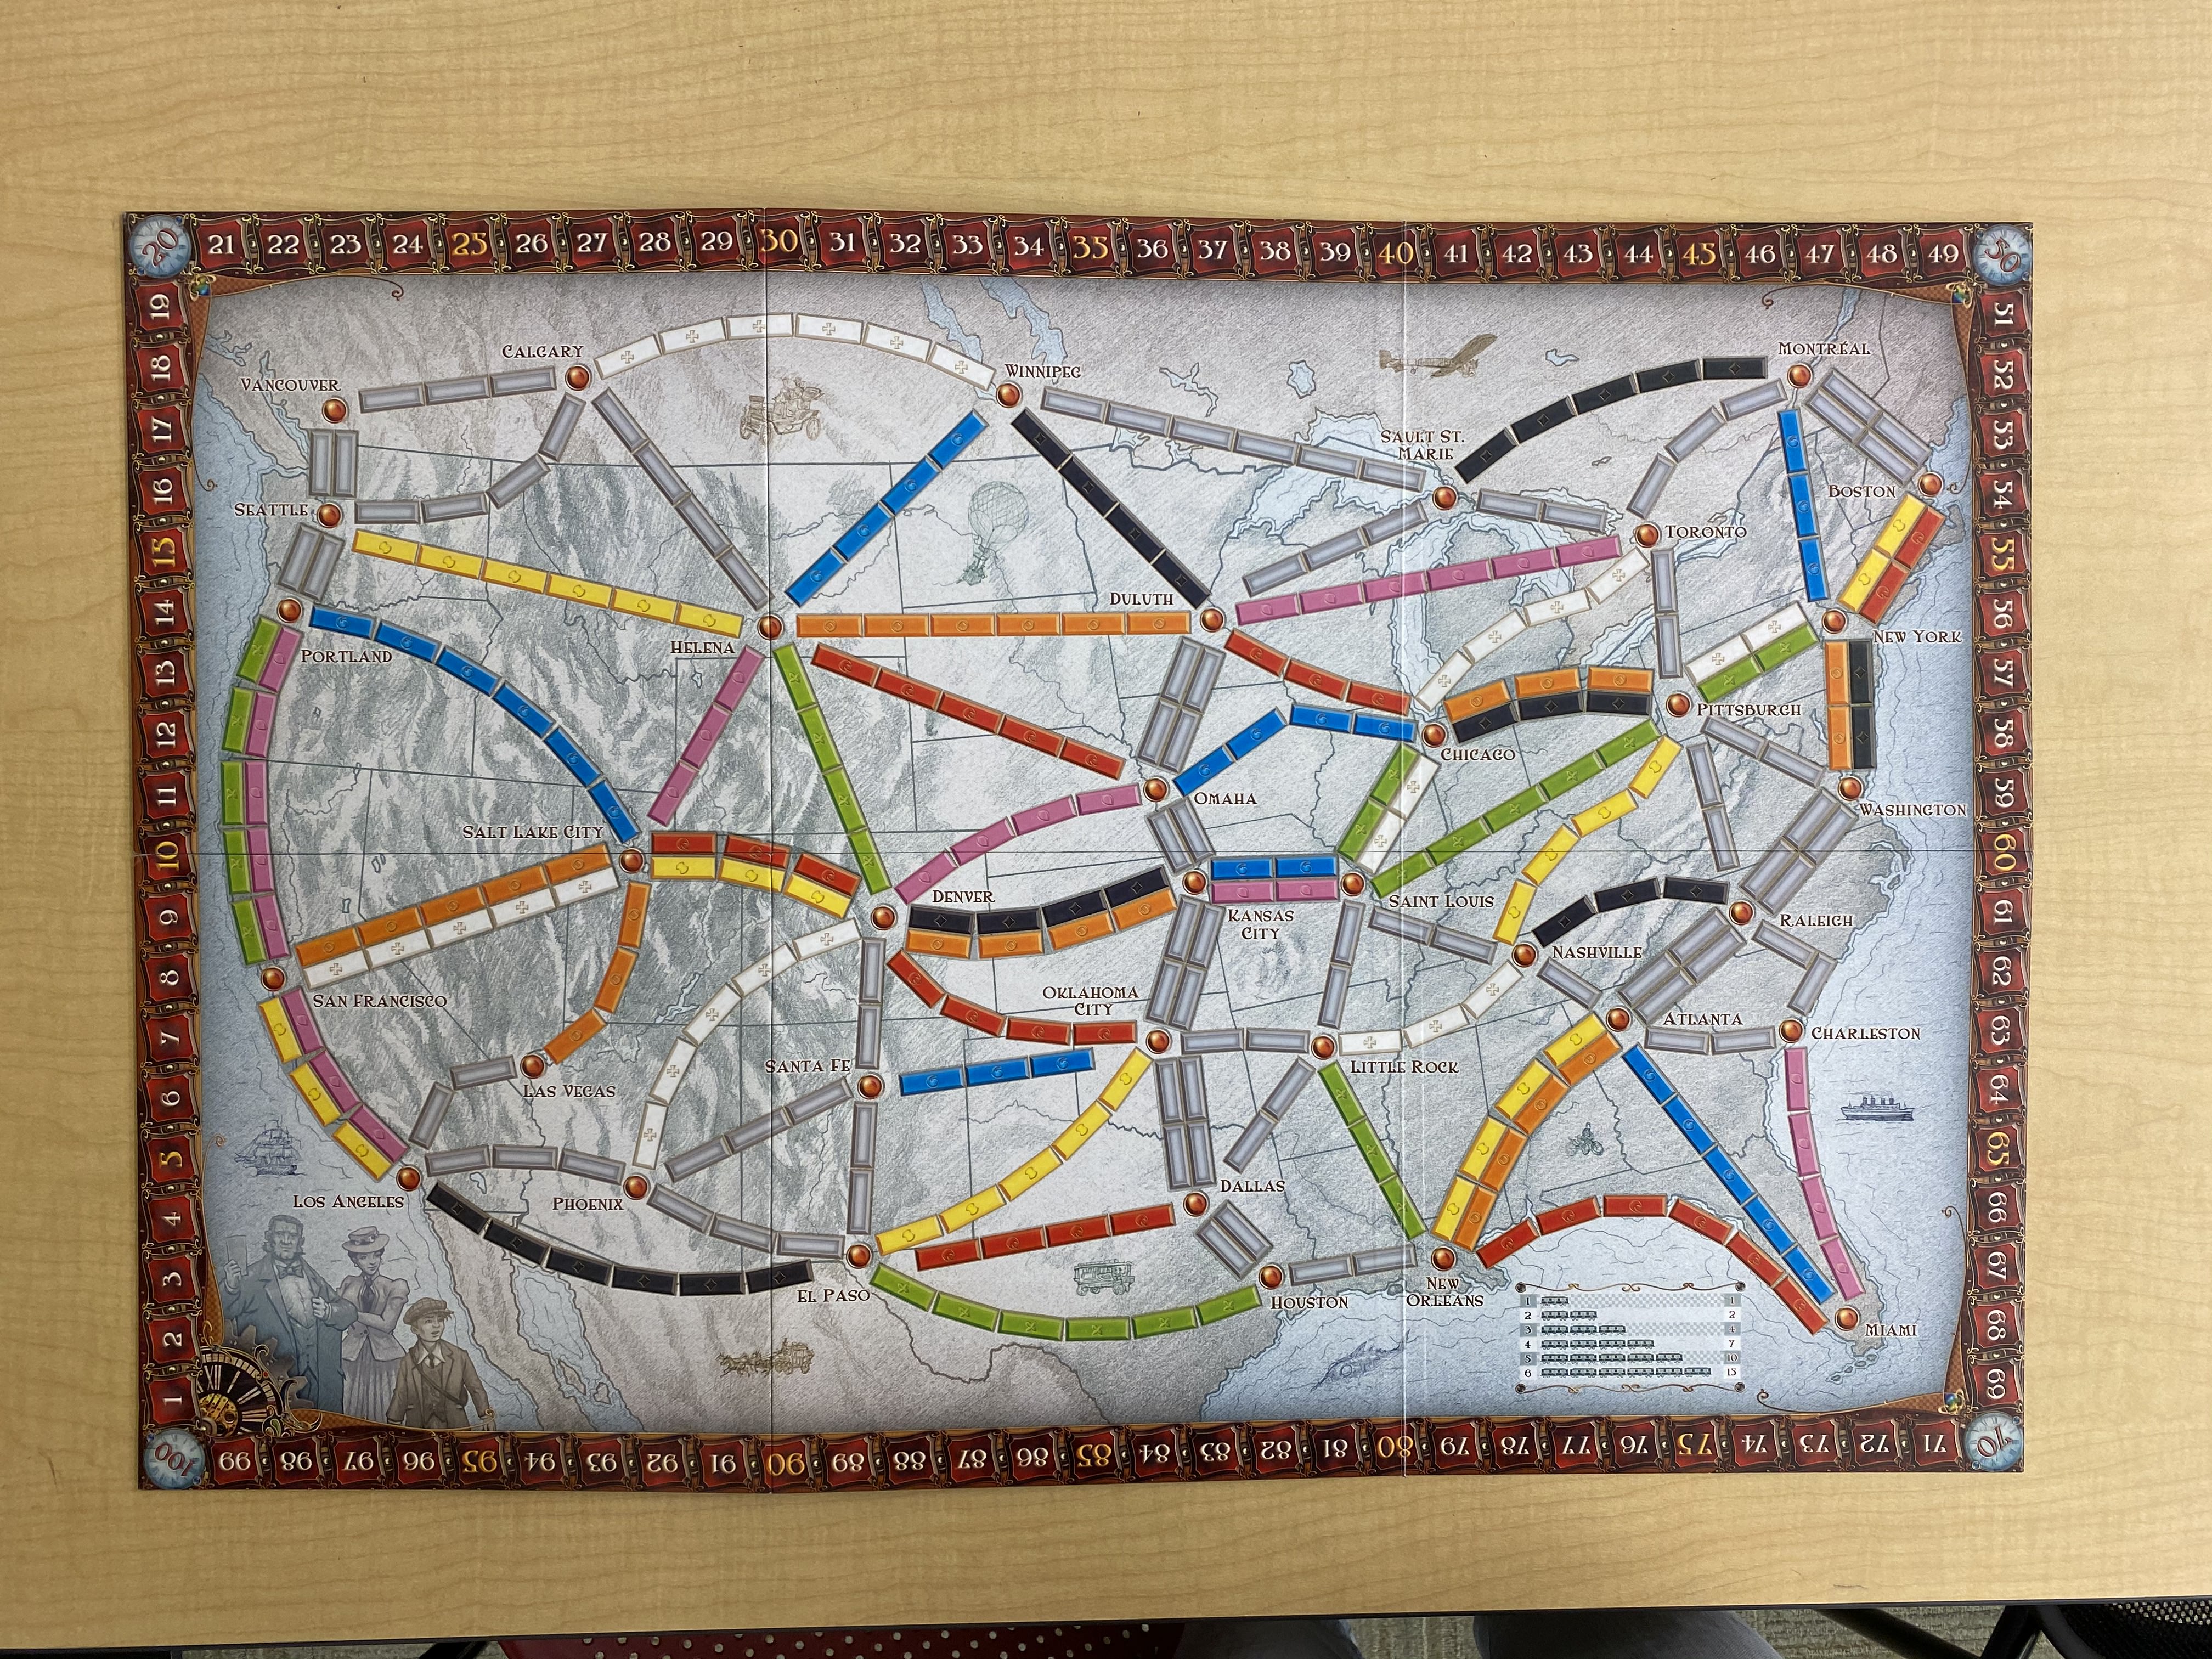 20 21 22 23 24 25 26 27 28 29 30 31 32 33 34 35 36 37 38 39 40 41 42 43 44 45 46 47 48 49 50
19
18
17
16
15
14
13
12
11
10
9
8
7
6
5
4
3
2
1
CALGARY
VANCOUVER
WINNIPEG
MONTRÉAL
SAULT ST.
MARIE
SEATTLE
BOSTON
TORONTO
DULUTH
PORTLAND
HELENA
NEW YORK
PITTSBURGH
CHICAGO
OMAHA
WASHINGTON
SALT LAKE CITY
DENVER
KANSAS
CITY
SAINT LOUIS
RALEIGH
NASHVILLE
SAN FRANCISCO
OKLAHOMA
CITY
ATLANTA
CHARLESTON
SANTA FE
LITTLE ROCK
LAS VEGAS
DALLAS
LOS ANGELES
PHOENIX
EL PASO
HOUSTON
NEW
ORLEANS
MIAMI
1 1
2 2
3 4
4 7
5 10
6 15
51
52
53
54
55
56
57
58
59
60
61
62
63
64
65
66
67
68
69
100 99 98 97 96 95 94 93 92 91 90 89 88 87 86 85 84 83 82 81 80 79 78 77 76 75 74 73 72 71 70